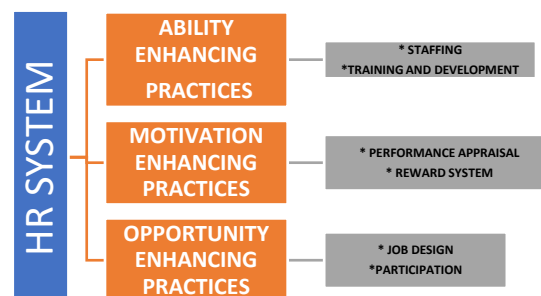 HR SYSTEM
ABILITY
ENHANCING
PRACTICES
* STAFFING
*TRAINING AND DEVELOPMENT
MOTIVATION
ENHANCING
PRACTICES
* PERFORMANCE APPRAISAL
* REWARD SYSTEM
OPPORTUNITY
ENHANCING
PRACTICES
* JOB DESIGN
*PARTICIPATION